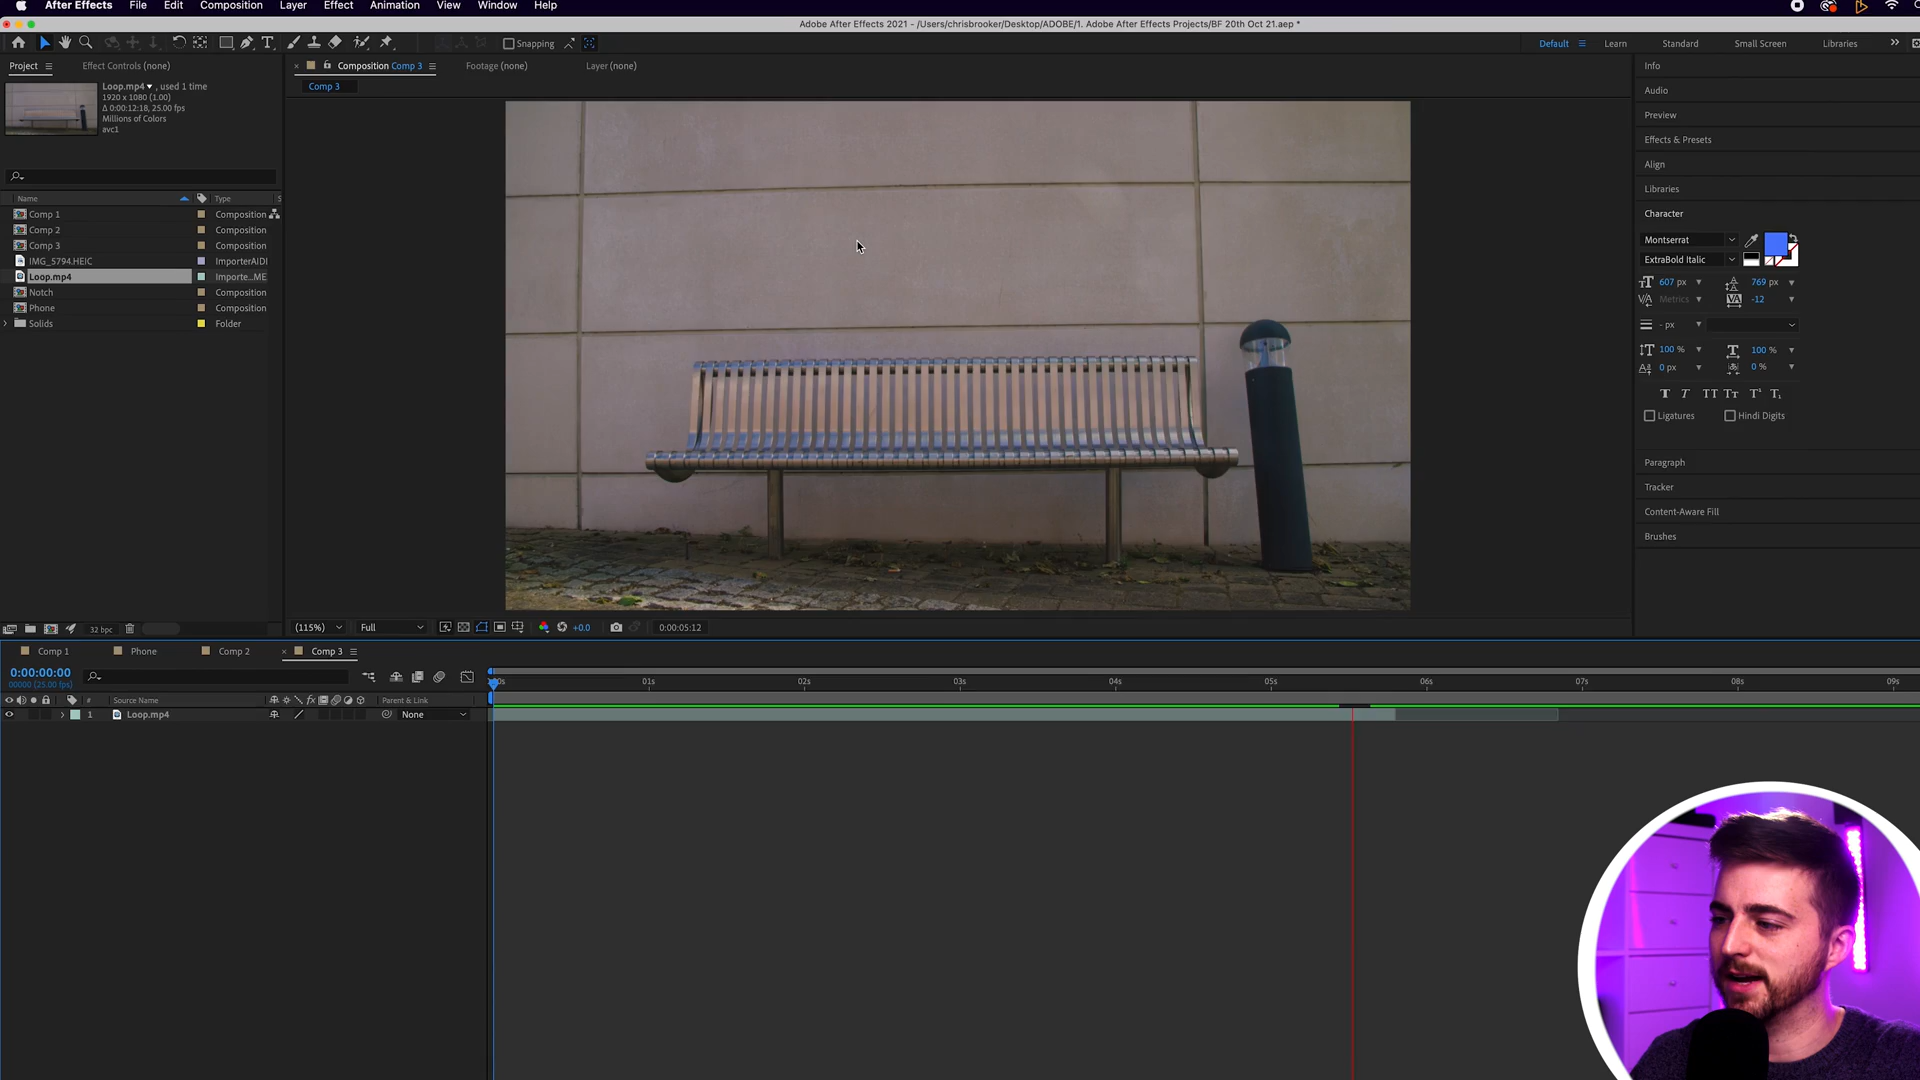 After Effects File Edit Composition Layer Effect Animation View Window Help
Adobe After Effects 2021 - /Users/chrisbrooker/Desktop/ADOBE/1. Adobe After Effects Projects/BF 20th Oct 21.aep *
Snapping Default Learn Standard Small Screen Libraries
Project Effect Controls (none) Composition Comp 3 Footage (none) Layer (none)
Comp 3
Loop.mp4 , used 1 time
1920 x 1080 (1.00)
Δ 0:00:12:18, 25.00 fps
Millions of Colors
avc1
Name Type S
Comp 1 Composition
Comp 2 Composition
Comp 3 Composition
IMG_5794.HEIC ImporterAIDI
Loop.mp4 Importe...ME
Notch Composition
Phone Composition
Solids Folder
Info
Audio
Preview
Effects & Presets
Align
Libraries
Character
Montserrat
ExtraBold Italic
607 px 769 px
Metrics -12
- px
100 % 100 %
0 px 0 %
T T TT Tt T¹ T₁
Ligatures Hindi Digits
Paragraph
Tracker
Content-Aware Fill
Brushes
32 bpc (115%) Full +0.0 0:00:05:12
Comp 1 Phone Comp 2 Comp 3
0:00:00:00
00000 (25.00 fps)
01s 02s 03s 04s 05s 06s 07s 08s 09s
# Source Name Parent & Link
1 Loop.mp4 None